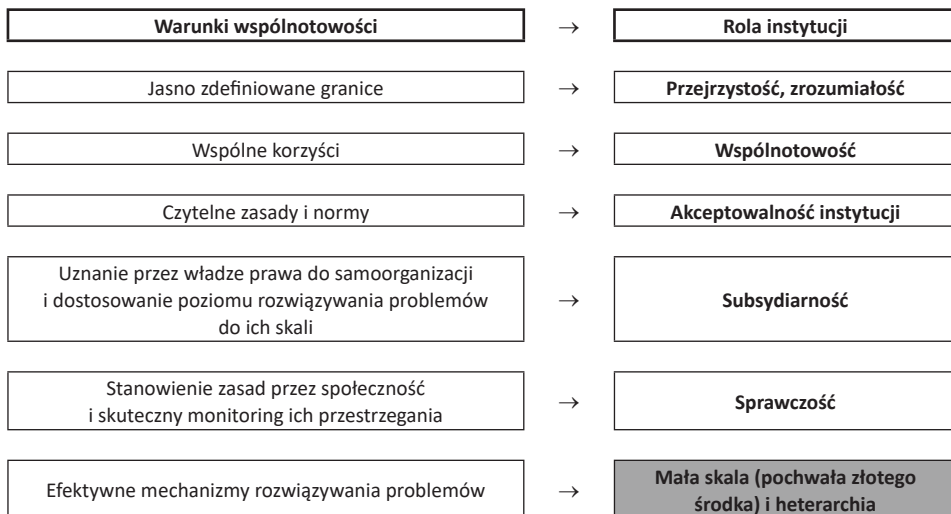 Warunki wspólnotowości → Rola instytucji
Jasno zdefiniowane granice → Przejrzystość, zrozumiałość
Wspólne korzyści → Wspólnotowość
Czytelne zasady i normy → Akceptowalność instytucji
Uznanie przez władze prawa do samoorganizacji
i dostosowanie poziomu rozwiązywania problemów
do ich skali
→ Subsydiarność
Stanowienie zasad przez społeczność
i skuteczny monitoring ich przestrzegania
→ Sprawczość
Efektywne mechanizmy rozwiązywania problemów →
Mała skala (pochwała złotego
środka) i heterarchia